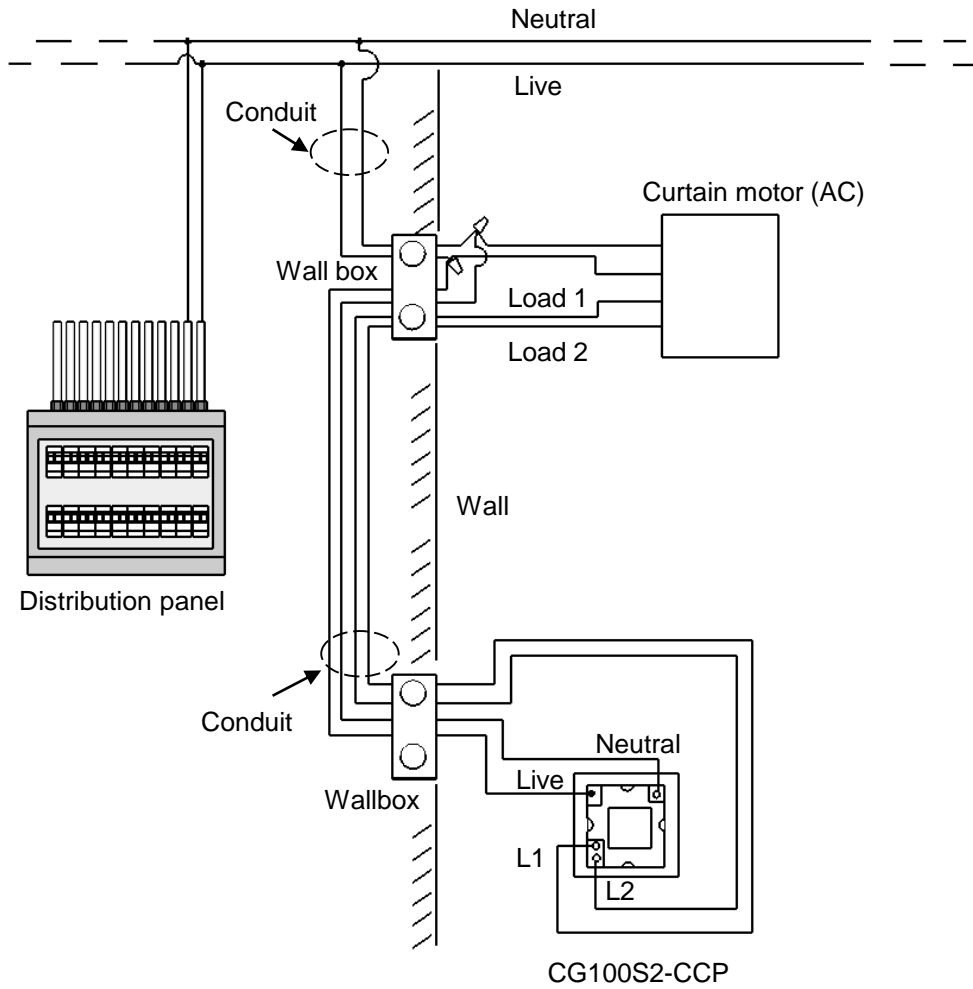 Neutral
Live
Conduit
Curtain motor (AC)
Wall box
Load 1
Load 2
Wall
Distribution panel
Conduit
Neutral
Live
Wallbox
L1
L2
CG100S2-CCP